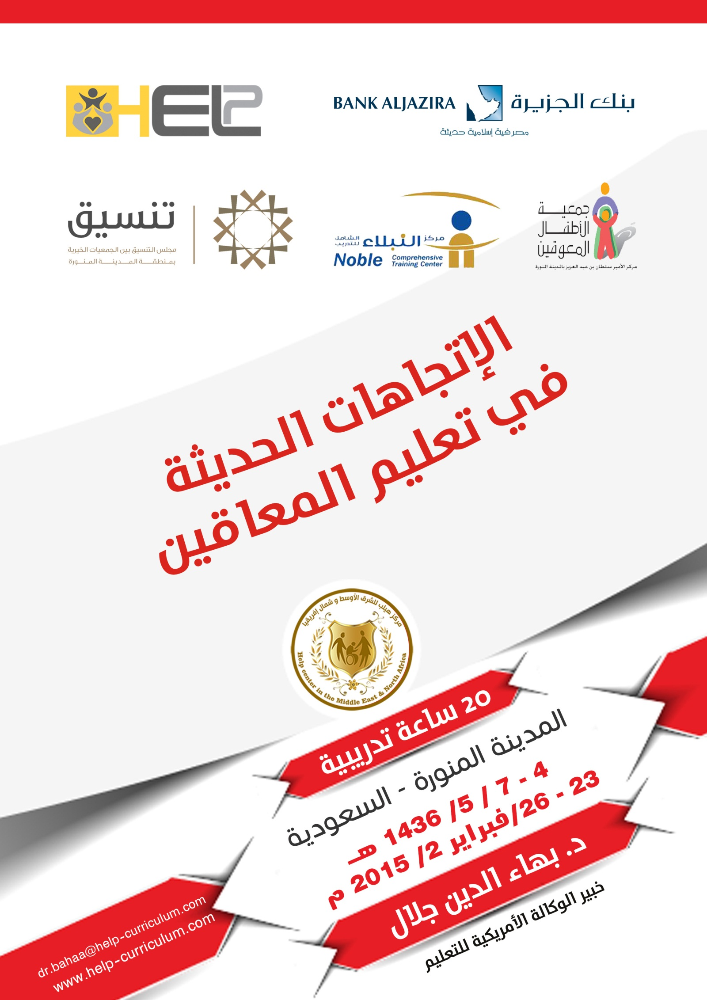 HELP
BANK ALJAZIRA بنك الجزيرة
مصرفية إسلامية حديثة
تنسيق
مجلس التنسيق بين الجمعيات الخيرية
بمنطقة المدينة المنورة
مركز النبلاء الشامل للتدريب
Noble Comprehensive
Training Center
جمعية
الأطفال
المعوقين
مركز الأمير سلطان بن عبد العزيز بالمدينة المنورة
الإتجاهات الحديثة
في تعليم المعاقين
مركز هيلب للشرق الأوسط و شمال إفريقيا
Help center in the Middle East & North Africa
20 ساعة تدريبية
المدينة المنورة - السعودية
4 - 7 / 5/ 1436 هـ
23 - 26/فبراير 2/ 2015 م
د. بهاء الدين جلال
خبير الوكالة الأمريكية للتعليم
dr.bahaa@help-curriculum.com
www.help-curriculum.com